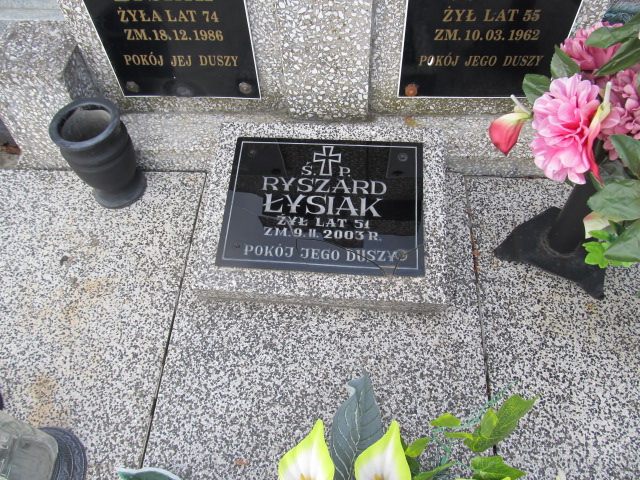 ŻYŁA LAT 74
ZM. 18.12.1986
POKÓJ JEJ DUSZY
ŻYŁ LAT 55
ZM. 10.03.1962
POKÓJ JEGO DUSZY
Ś. P.
RYSZARD
ŁYSIAK
ŻYŁ LAT 51
ZM. 9.II.2003 R.
POKÓJ JEGO DUSZY